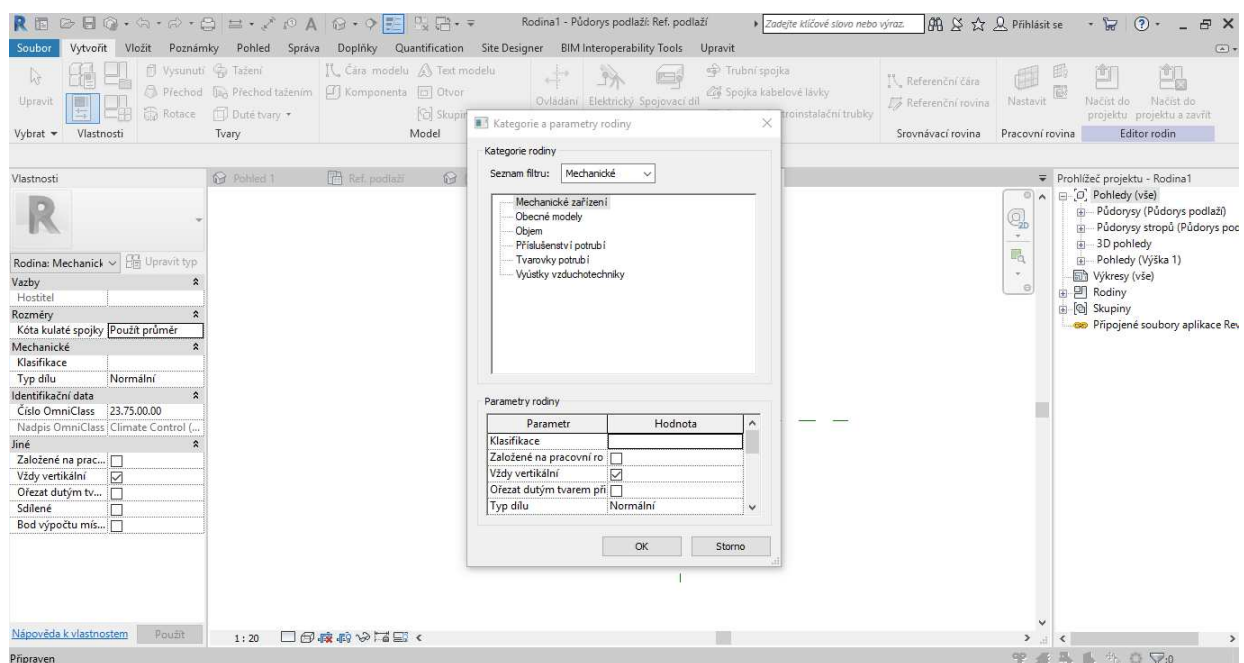 Rodina1 - Půdorys podlaží: Ref. podlaží
Zadejte klíčové slovo nebo výraz.
Přihlásit se
Soubor Vytvořit Vložit Poznámky Pohled Správa Doplňky Quantification Site Designer BIM Interoperability Tools Upravit
Upravit
Vybrat
Vlastnosti
Vysunutí Tažení
Přechod Přechod tažením
Rotace Duté tvary
Tvary
Čára modelu Text modelu
Komponenta Otvor
Model
Ovládání Elektrický Spojovací díl
Trubní spojka
Spojka kabelové lávky
Referenční čára
Referenční rovina
Srovnávací rovina
Nastavit
Pracovní rovina
Načíst do projektu
Načíst do projektu a zavřít
Editor rodin
Vlastnosti
Rodina: Mechanick
Upravit typ
Vazby
Hostitel
Rozměry
Kóta kulaté spojky Použít průměr
Mechanické
Klasifikace
Typ dílu Normální
Identifikační data
Číslo OmniClass 23.75.00.00
Nadpis OmniClass Climate Control (...
Jiné
Založené na prac...
Vždy vertikální
Ořezat dutým tv...
Sdílené
Bod výpočtu mís...
Nápověda k vlastnostem Použít
Připraven
Pohled 1 Ref. podlaží
Kategorie a parametry rodiny
Kategorie rodiny
Seznam filtru: Mechanické
Mechanické zařízení
Obecné modely
Objem
Příslušenství potrubí
Tvarovky potrubí
Vyústky vzduchotechniky
Parametry rodiny
Parametr Hodnota
Klasifikace
Založené na pracovní ro
Vždy vertikální
Ořezat dutým tvarem při
Typ dílu Normální
OK Storno
2D
1 : 20
Prohlížeč projektu - Rodina1
Pohledy (vše)
Půdorysy (Půdorys podlaží)
Půdorysy stropů (Půdorys poc
3D pohledy
Pohledy (Výška 1)
Výkresy (vše)
Rodiny
Skupiny
Připojené soubory aplikace Rev
:0